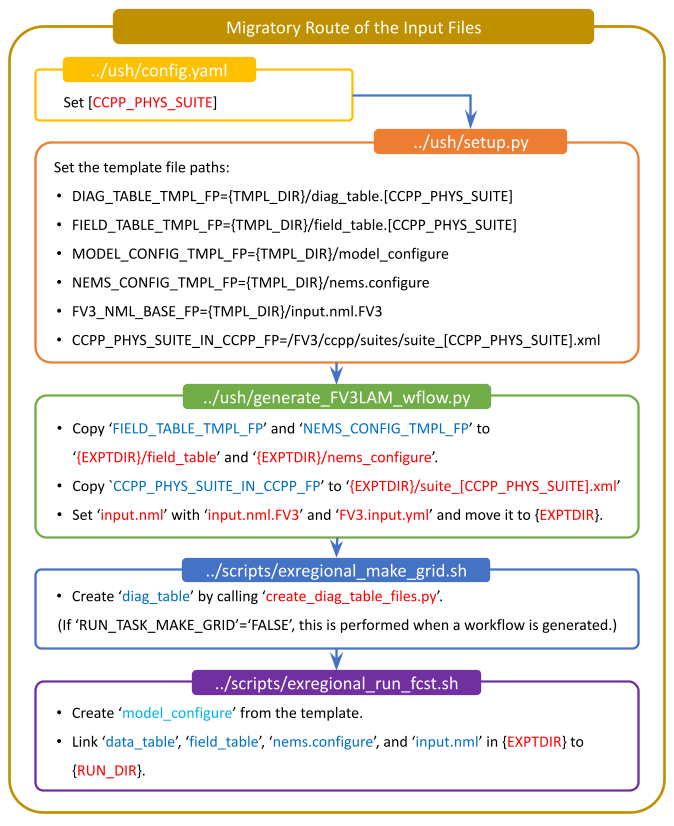 Migratory Route of the Input Files
../ush/config.yaml
Set [CCPP_PHYS_SUITE]
../ush/setup.py
Set the template file paths:
• DIAG_TABLE_TMPL_FP={TMPL_DIR}/diag_table.[CCPP_PHYS_SUITE]
• FIELD_TABLE_TMPL_FP={TMPL_DIR}/field_table.[CCPP_PHYS_SUITE]
• MODEL_CONFIG_TMPL_FP={TMPL_DIR}/model_configure
• NEMS_CONFIG_TMPL_FP={TMPL_DIR}/nems.configure
• FV3_NML_BASE_FP={TMPL_DIR}/input.nml.FV3
• CCPP_PHYS_SUITE_IN_CCPP_FP=/FV3/ccpp/suites/suite_[CCPP_PHYS_SUITE].xml
../ush/generate_FV3LAM_wflow.py
• Copy ‘FIELD_TABLE_TMPL_FP’ and ‘NEMS_CONFIG_TMPL_FP’ to
‘{EXPTDIR}/field_table’ and ‘{EXPTDIR}/nems_configure’.
• Copy `CCPP_PHYS_SUITE_IN_CCPP_FP’ to ‘{EXPTDIR}/suite_[CCPP_PHYS_SUITE].xml’
• Set ‘input.nml’ with ‘input.nml.FV3’ and ‘FV3.input.yml’ and move it to {EXPTDIR}.
../scripts/exregional_make_grid.sh
• Create ‘diag_table’ by calling ‘create_diag_table_files.py’.
(If ‘RUN_TASK_MAKE_GRID’=‘FALSE’, this is performed when a workflow is generated.)
../scripts/exregional_run_fcst.sh
• Create ‘model_configure’ from the template.
• Link ‘data_table’, ‘field_table’, ‘nems.configure’, and ‘input.nml’ in {EXPTDIR} to
{RUN_DIR}.